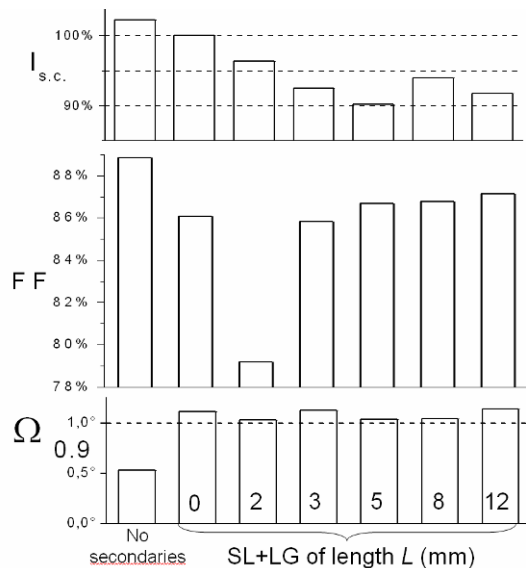 I s.c.
100%
90%
FF
88%
86%
84%
82%
80%
78%
Ω 0.9
1,0°
0,5°
0,0°
0 2 3 5 8 12
No secondaries
SL+LG of length L (mm)